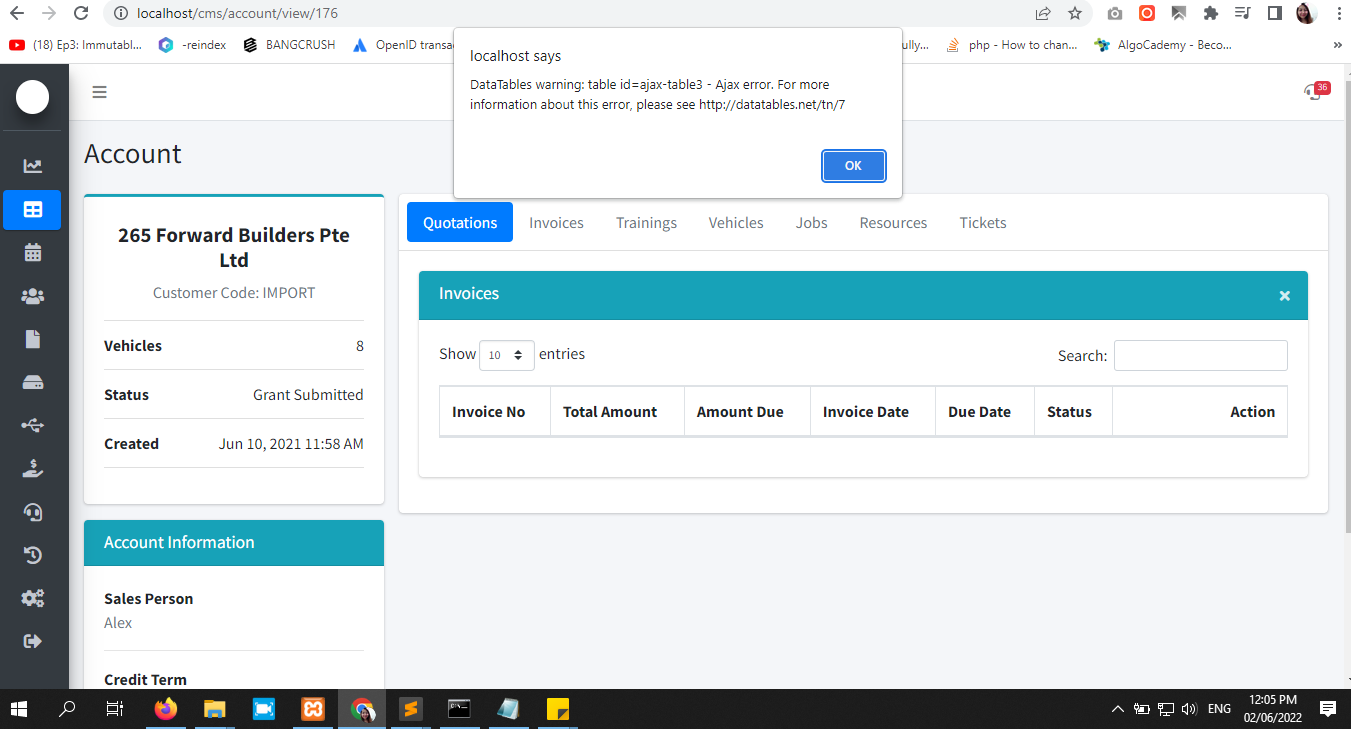 localhost/cms/account/view/176
(18) Ep3: Immutabl...
-reindex
BANGCRUSH
OpenID transa
ully...
php - How to chan...
AlgoCademy - Beco...
»
localhost says
DataTables warning: table id=ajax-table3 - Ajax error. For more
information about this error, please see http://datatables.net/tn/7
OK
36
Account
265 Forward Builders Pte
Ltd
Customer Code: IMPORT
Vehicles 8
Status Grant Submitted
Created Jun 10, 2021 11:58 AM
Account Information
Sales Person
Alex
Credit Term
Quotations Invoices Trainings Vehicles Jobs Resources Tickets
Invoices ×
Show 10 entries Search:
Invoice No Total Amount Amount Due Invoice Date Due Date Status Action
ENG
12:05 PM
02/06/2022